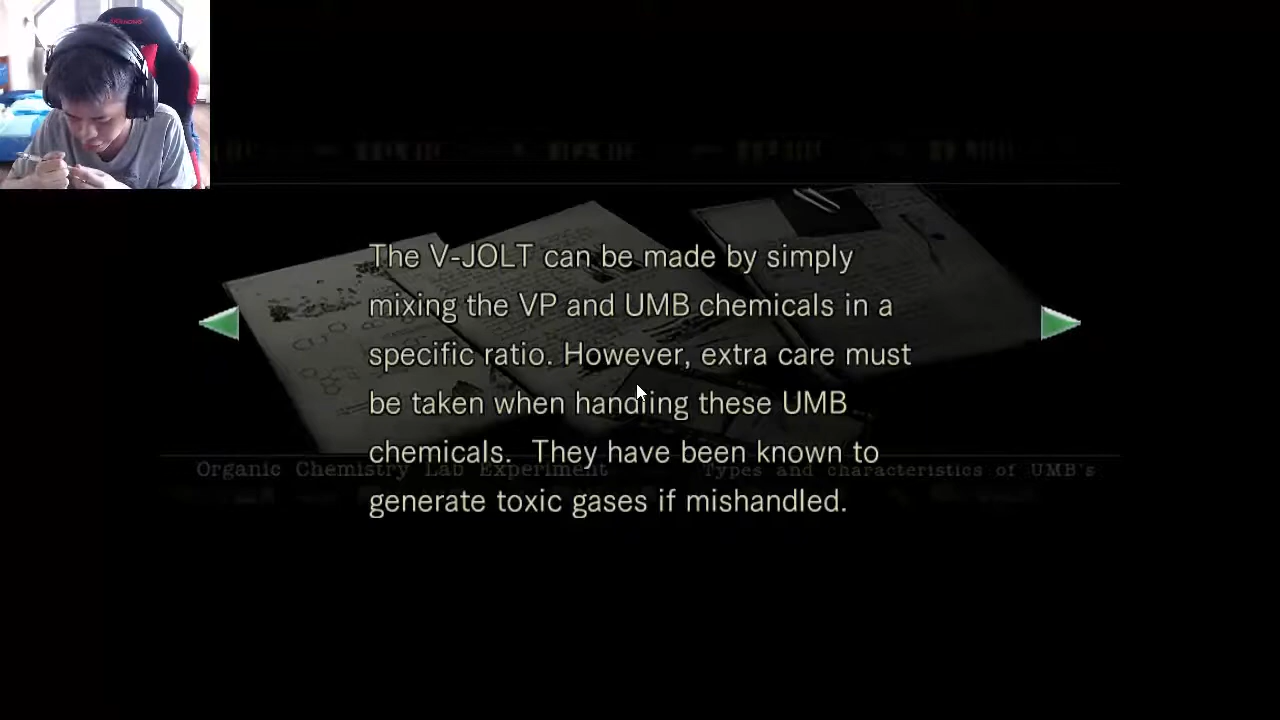 The V-JOLT can be made by simply
mixing the VP and UMB chemicals in a
specific ratio. However, extra care must
be taken when handling these UMB
chemicals. They have been known to
generate toxic gases if mishandled.
Organic Chemistry Lab Experiment
Types and characteristics of UMB's